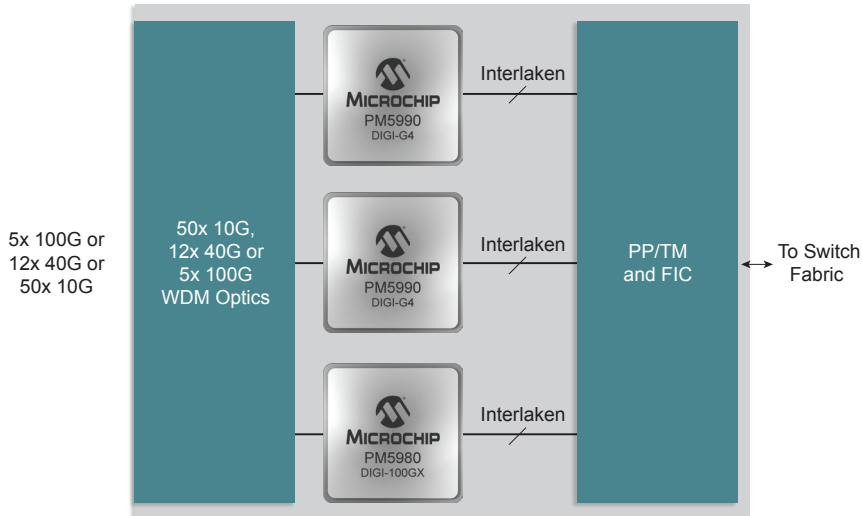 5x 100G or
12x 40G or
50x 10G
50x 10G,
12x 40G or
5x 100G
WDM Optics
MICROCHIP
PM5990
DIGI-G4
Interlaken
MICROCHIP
PM5990
DIGI-G4
Interlaken
MICROCHIP
PM5980
DIGI-100GX
Interlaken
PP/TM
and FIC
To Switch
Fabric